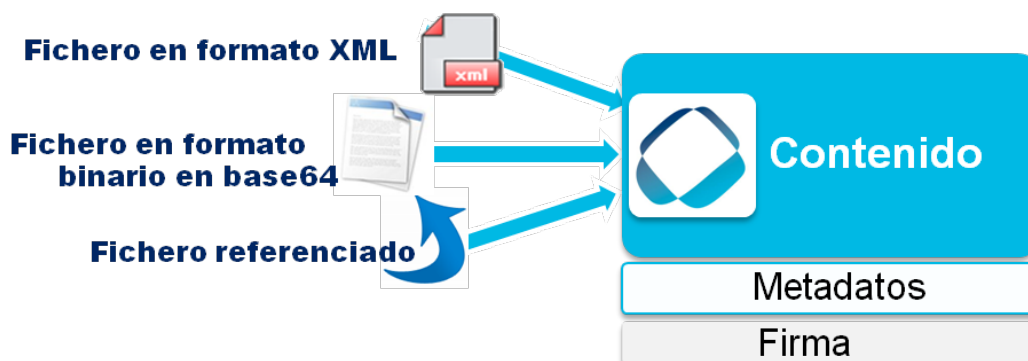 Fichero en formato XML
xml
Fichero en formato
binario en base64
Fichero referenciado
Contenido
Metadatos
Firma